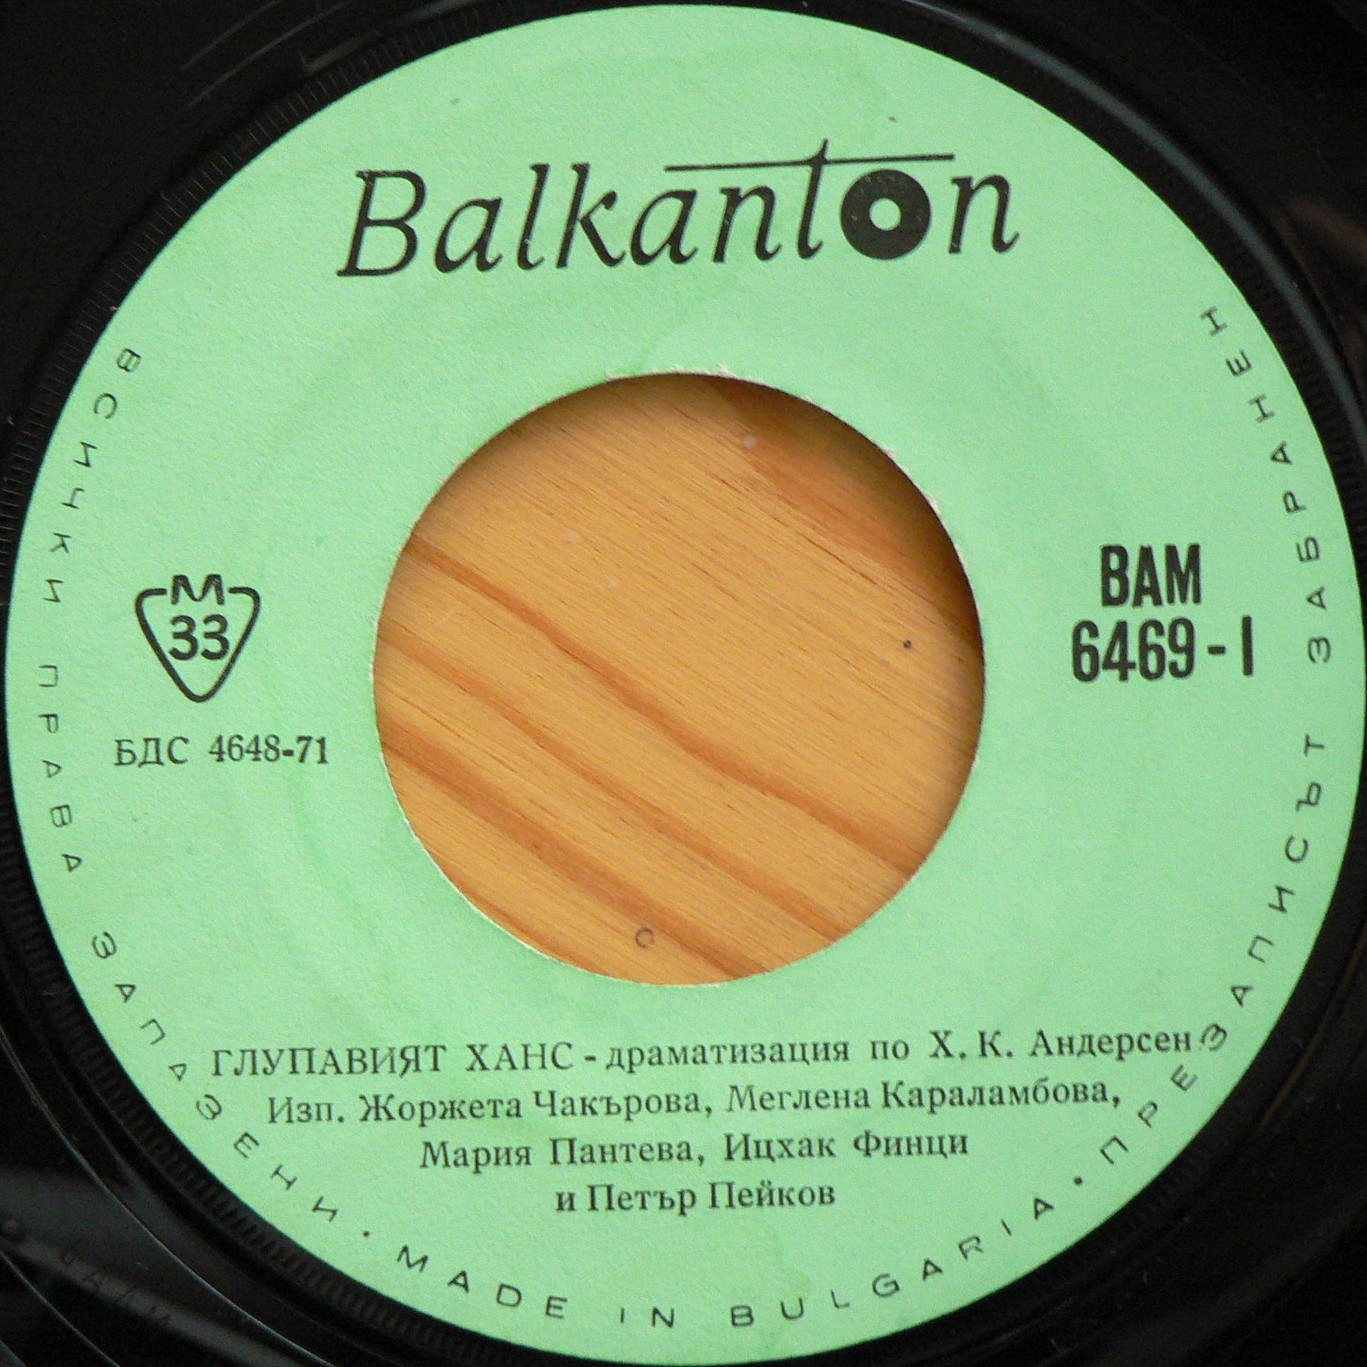 Balkanton
M
33
БДС 4648-71
ВАМ
6469-I
ГЛУПАВИЯТ ХАНС - драматизация по Х. К. Андерсен
Изп. Жоржета Чакърова, Меглена Караламбова,
Мария Пантева, Ицхак Финци
и Петър Пейков
ВСИЧКИ ПРАВА ЗАПАЗЕНИ • MADE IN BULGARIA • ПРЕЗАПИСЪТ ЗАБРАНЕН